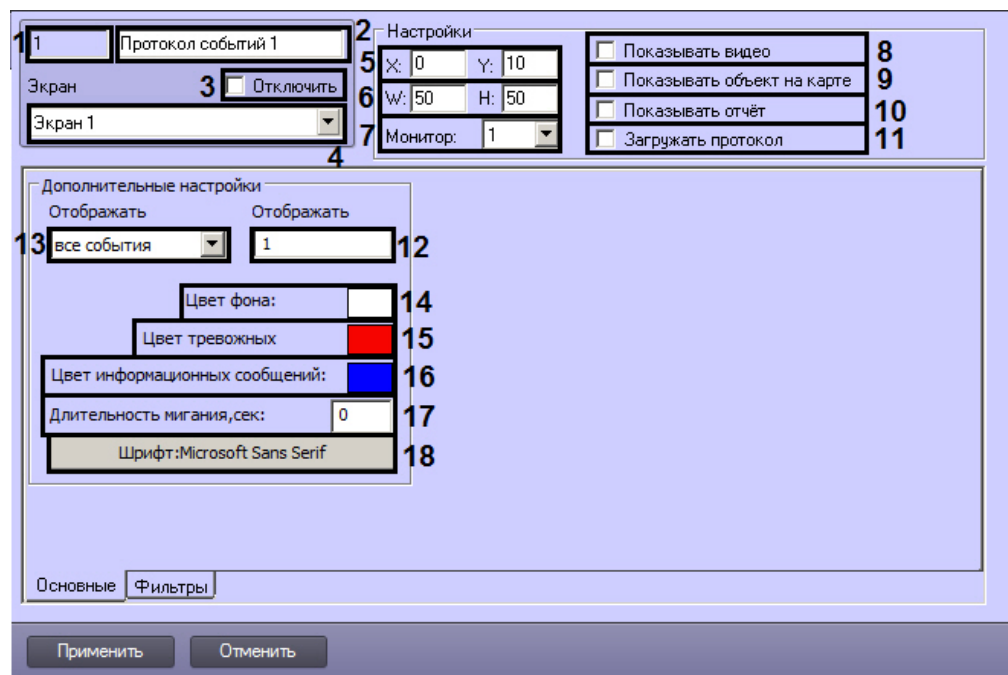 1 1 Протокол событий 1 2
Экран 3 Отключить
Экран 1
4
Настройки
5 X: 0 Y: 10
6 W: 50 H: 50
7 Монитор: 1
Показывать видео 8
Показывать объект на карте 9
Показывать отчёт 10
Загружать протокол 11
Дополнительные настройки
Отображать Отображать
13 все события 1 12
Цвет фона: 14
Цвет тревожных 15
Цвет информационных сообщений: 16
Длительность мигания,сек: 0 17
Шрифт:Microsoft Sans Serif 18
Основные Фильтры
Применить Отменить